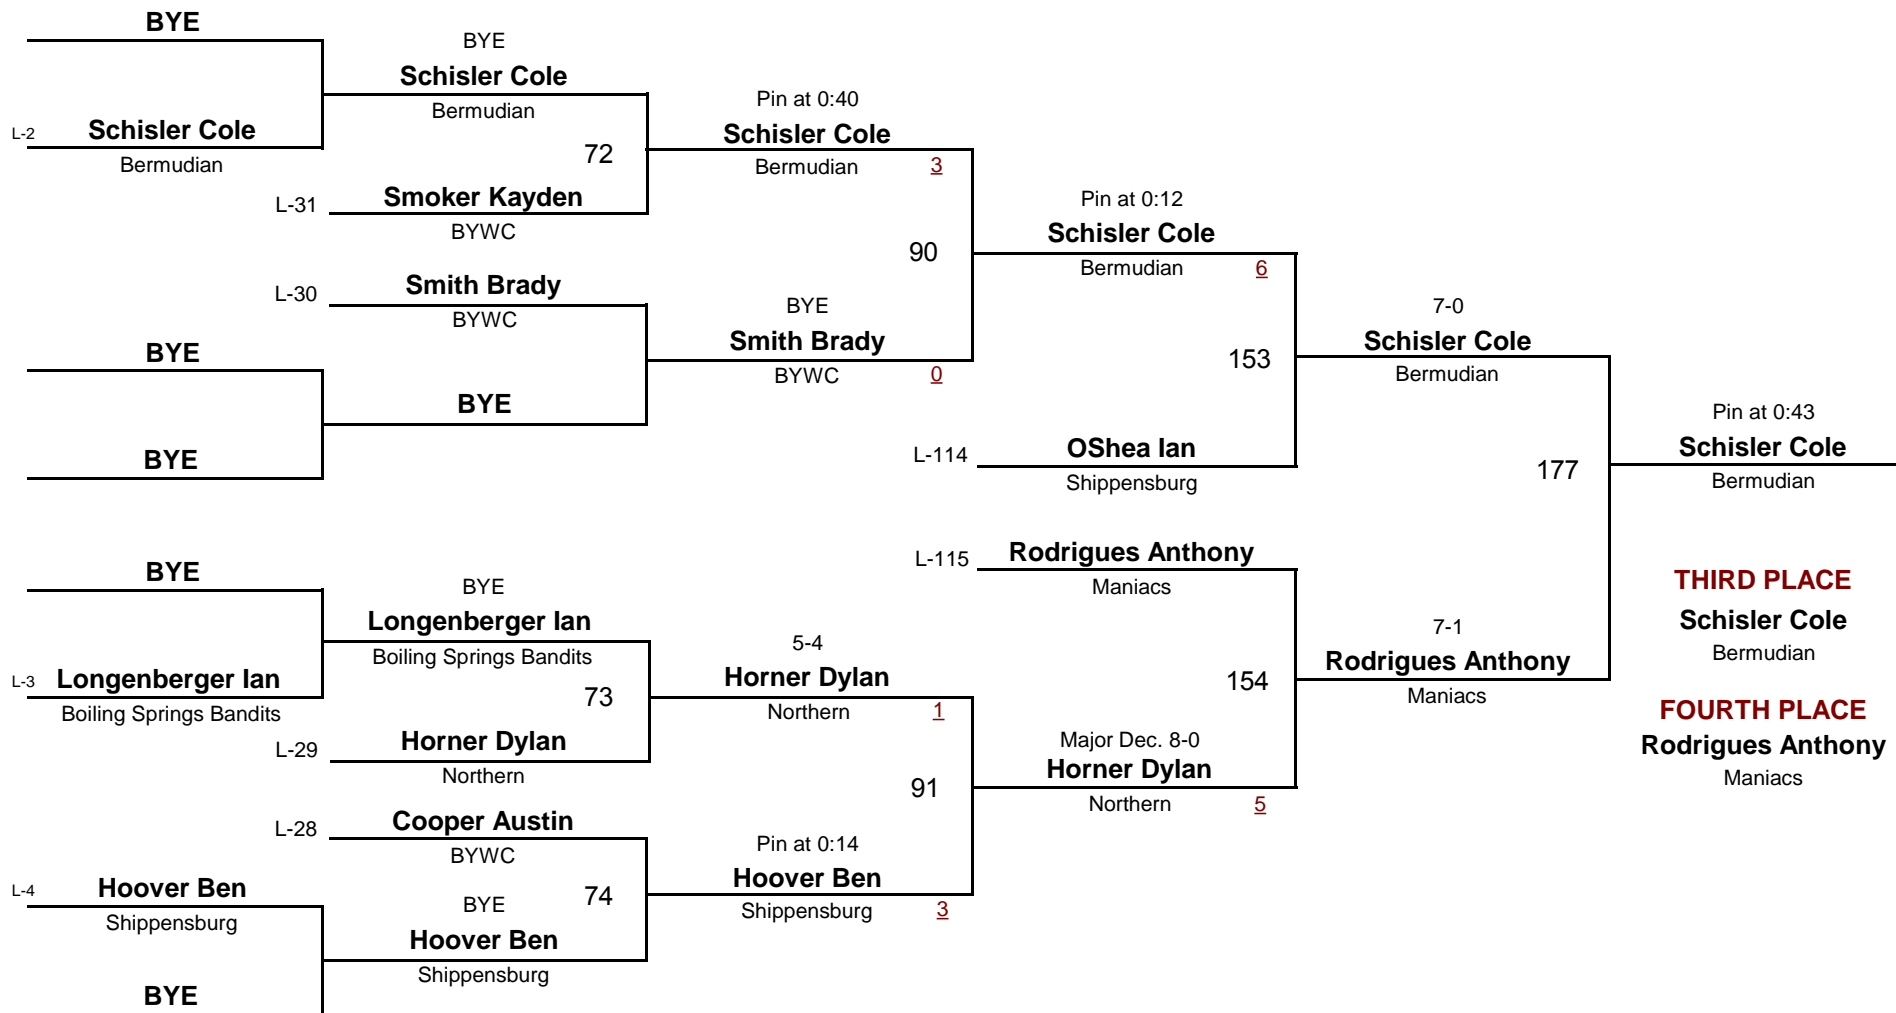 BYE
L-2 Schisler Cole
Bermudian
BYE
BYE
L-3 Longenberger Ian
Boiling Springs Bandits
BYE
BYE
L-4 Hoover Ben
Shippensburg
BYE
BYE
Schisler Cole
Bermudian
72
L-31 Smoker Kayden
BYWC
L-30 Smith Brady
BYWC
BYE
BYE
Longenberger Ian
Boiling Springs Bandits
73
L-29 Horner Dylan
Northern
L-28 Cooper Austin
BYWC
74
BYE
Hoover Ben
Shippensburg
Pin at 0:40
Schisler Cole
Bermudian 3
90
BYE
Smith Brady
BYWC 0
5-4
Horner Dylan
Northern 1
91
Pin at 0:14
Hoover Ben
Shippensburg 3
Pin at 0:12
Schisler Cole
Bermudian 6
153
L-114 OShea Ian
Shippensburg
L-115 Rodrigues Anthony
Maniacs
154
Major Dec. 8-0
Horner Dylan
Northern 5
7-0
Schisler Cole
Bermudian
177
7-1
Rodrigues Anthony
Maniacs
Pin at 0:43
Schisler Cole
Bermudian
THIRD PLACE
Schisler Cole
Bermudian
FOURTH PLACE
Rodrigues Anthony
Maniacs